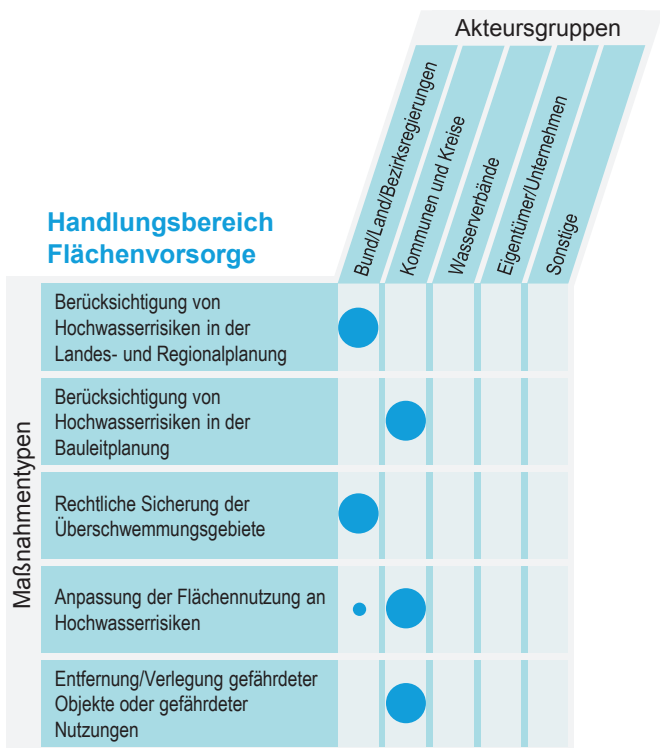 Akteursgruppen
Bund/Land/Bezirksregierungen
Kommunen und Kreise
Wasserverbände
Eigentümer/Unternehmen
Sonstige
Handlungsbereich
Flächenvorsorge
Maßnahmentypen
Berücksichtigung von
Hochwasserrisiken in der
Landes- und Regionalplanung
Berücksichtigung von
Hochwasserrisiken in der
Bauleitplanung
Rechtliche Sicherung der
Überschwemmungsgebiete
Anpassung der Flächennutzung an
Hochwasserrisiken
Entfernung/Verlegung gefährdeter
Objekte oder gefährdeter
Nutzungen